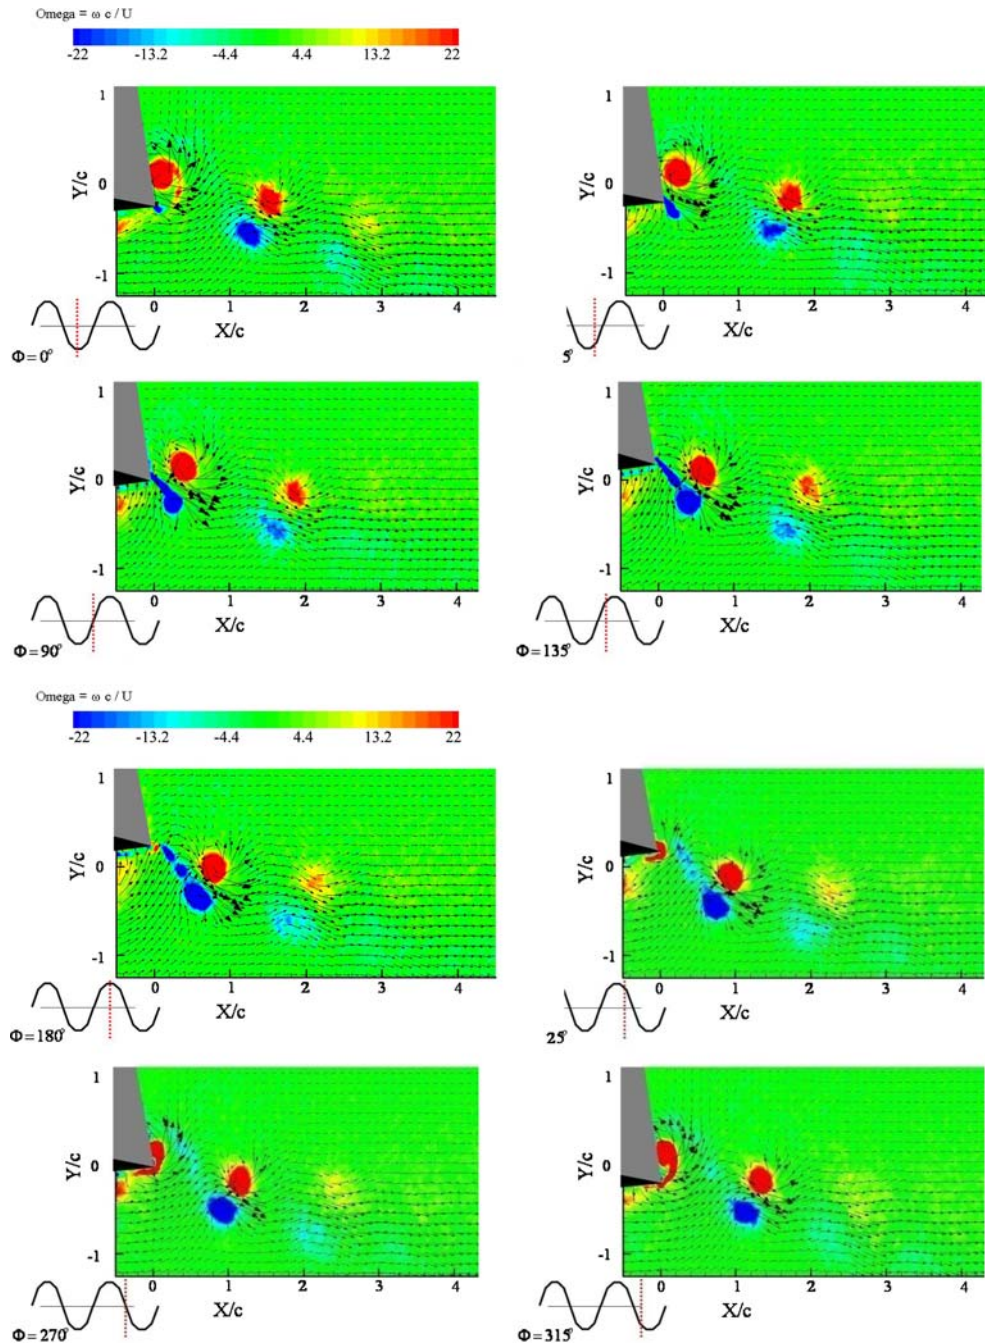 Omega = ω c / U
-22 -13.2 -4.4 4.4 13.2 22
1
0
-1
Y/c
0 1 2 3 4
X/c
Φ = 0°
1
0
-1
Y/c
0 1 2 3 4
X/c
5°
1
0
-1
Y/c
0 1 2 3 4
X/c
Φ = 90°
1
0
-1
Y/c
0 1 2 3 4
X/c
Φ = 135°
Omega = ω c / U
-22 -13.2 -4.4 4.4 13.2 22
1
0
-1
Y/c
0 1 2 3 4
X/c
Φ = 180°
1
0
-1
Y/c
0 1 2 3 4
X/c
25°
1
0
-1
Y/c
0 1 2 3 4
X/c
Φ = 270°
1
0
-1
Y/c
0 1 2 3 4
X/c
Φ = 315°